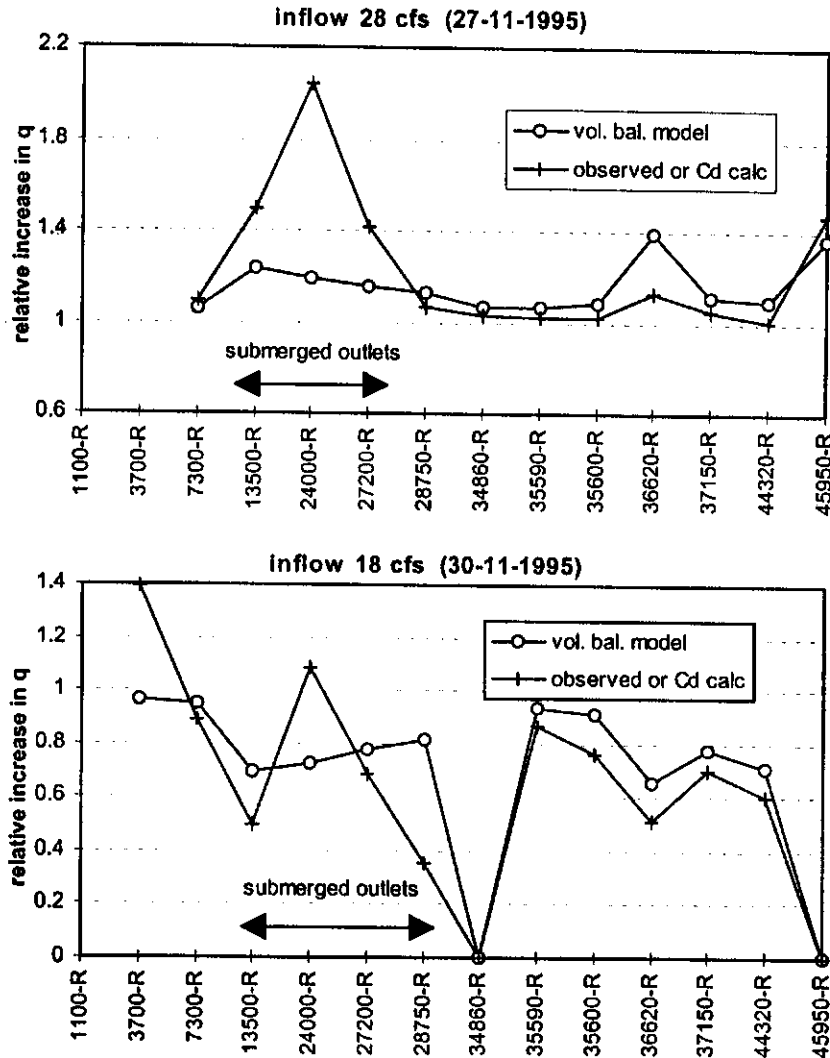 inflow 28 cfs (27-11-1995)
relative increase in q
2.2
1.8
1.4
1
0.6
vol. bal. model
observed or Cd calc
submerged outlets
1100-R
3700-R
7300-R
13500-R
24000-R
27200-R
28750-R
34860-R
35590-R
35600-R
36620-R
37150-R
44320-R
45950-R
inflow 18 cfs (30-11-1995)
relative increase in q
1.4
1.2
1
0.8
0.6
0.4
0.2
0
vol. bal. model
observed or Cd calc
submerged outlets
1100-R
3700-R
7300-R
13500-R
24000-R
27200-R
28750-R
34860-R
35590-R
35600-R
36620-R
37150-R
44320-R
45950-R